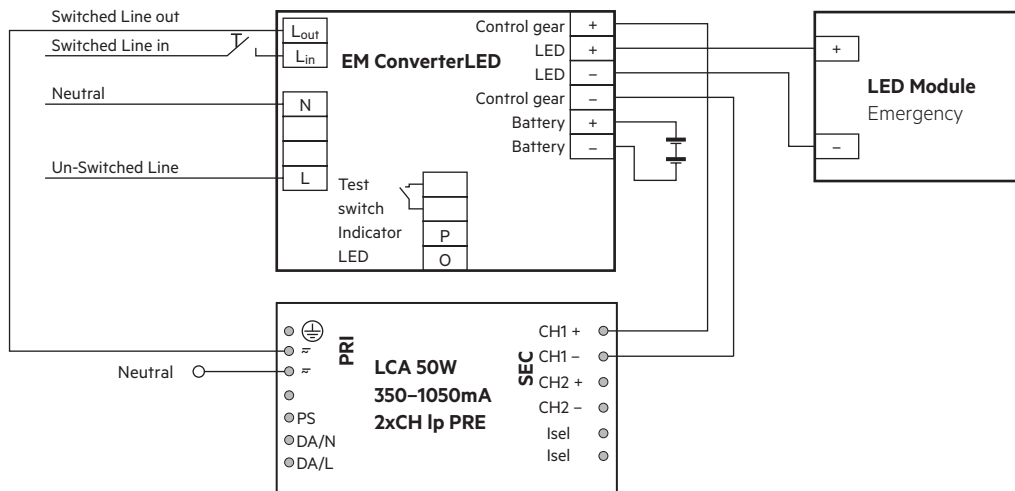 Switched Line out
Switched Line in
Neutral
Un-Switched Line
Lout
Lin
N
L
EM ConverterLED
Control gear +
LED +
LED –
Control gear –
Battery +
Battery –
Test
switch
Indicator P
LED O
+
–
LED Module
Emergency
Neutral
PRI
PS
DA/N
DA/L
LCA 50W
350–1050mA
2xCH lp PRE
SEC
CH1 +
CH1 –
CH2 +
CH2 –
Isel
Isel